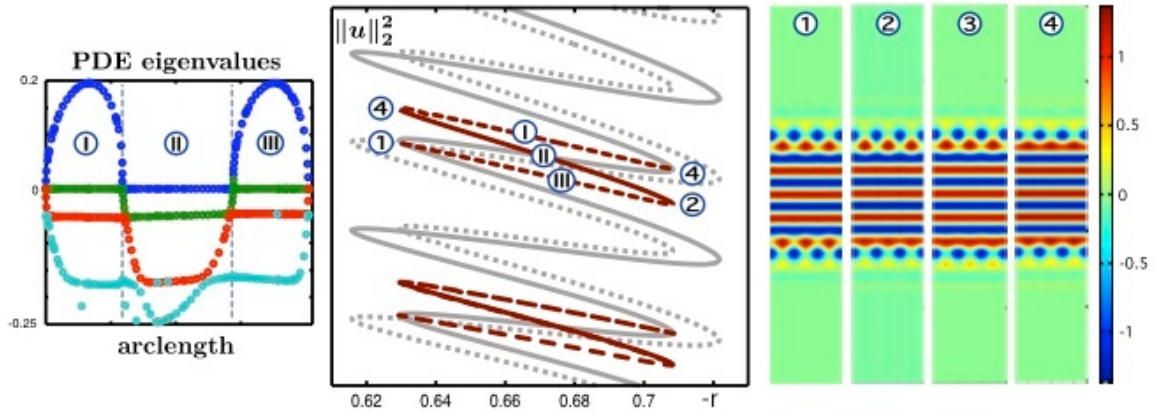 PDE eigenvalues
0.2
Ⅰ Ⅱ Ⅲ
0
-0.25
arclength
||u||₂²
④
①
Ⅰ
Ⅱ
Ⅲ
④
②
0.62 0.64 0.66 0.68 0.7 -r
① ② ③ ④
1
0.5
0
-0.5
-1